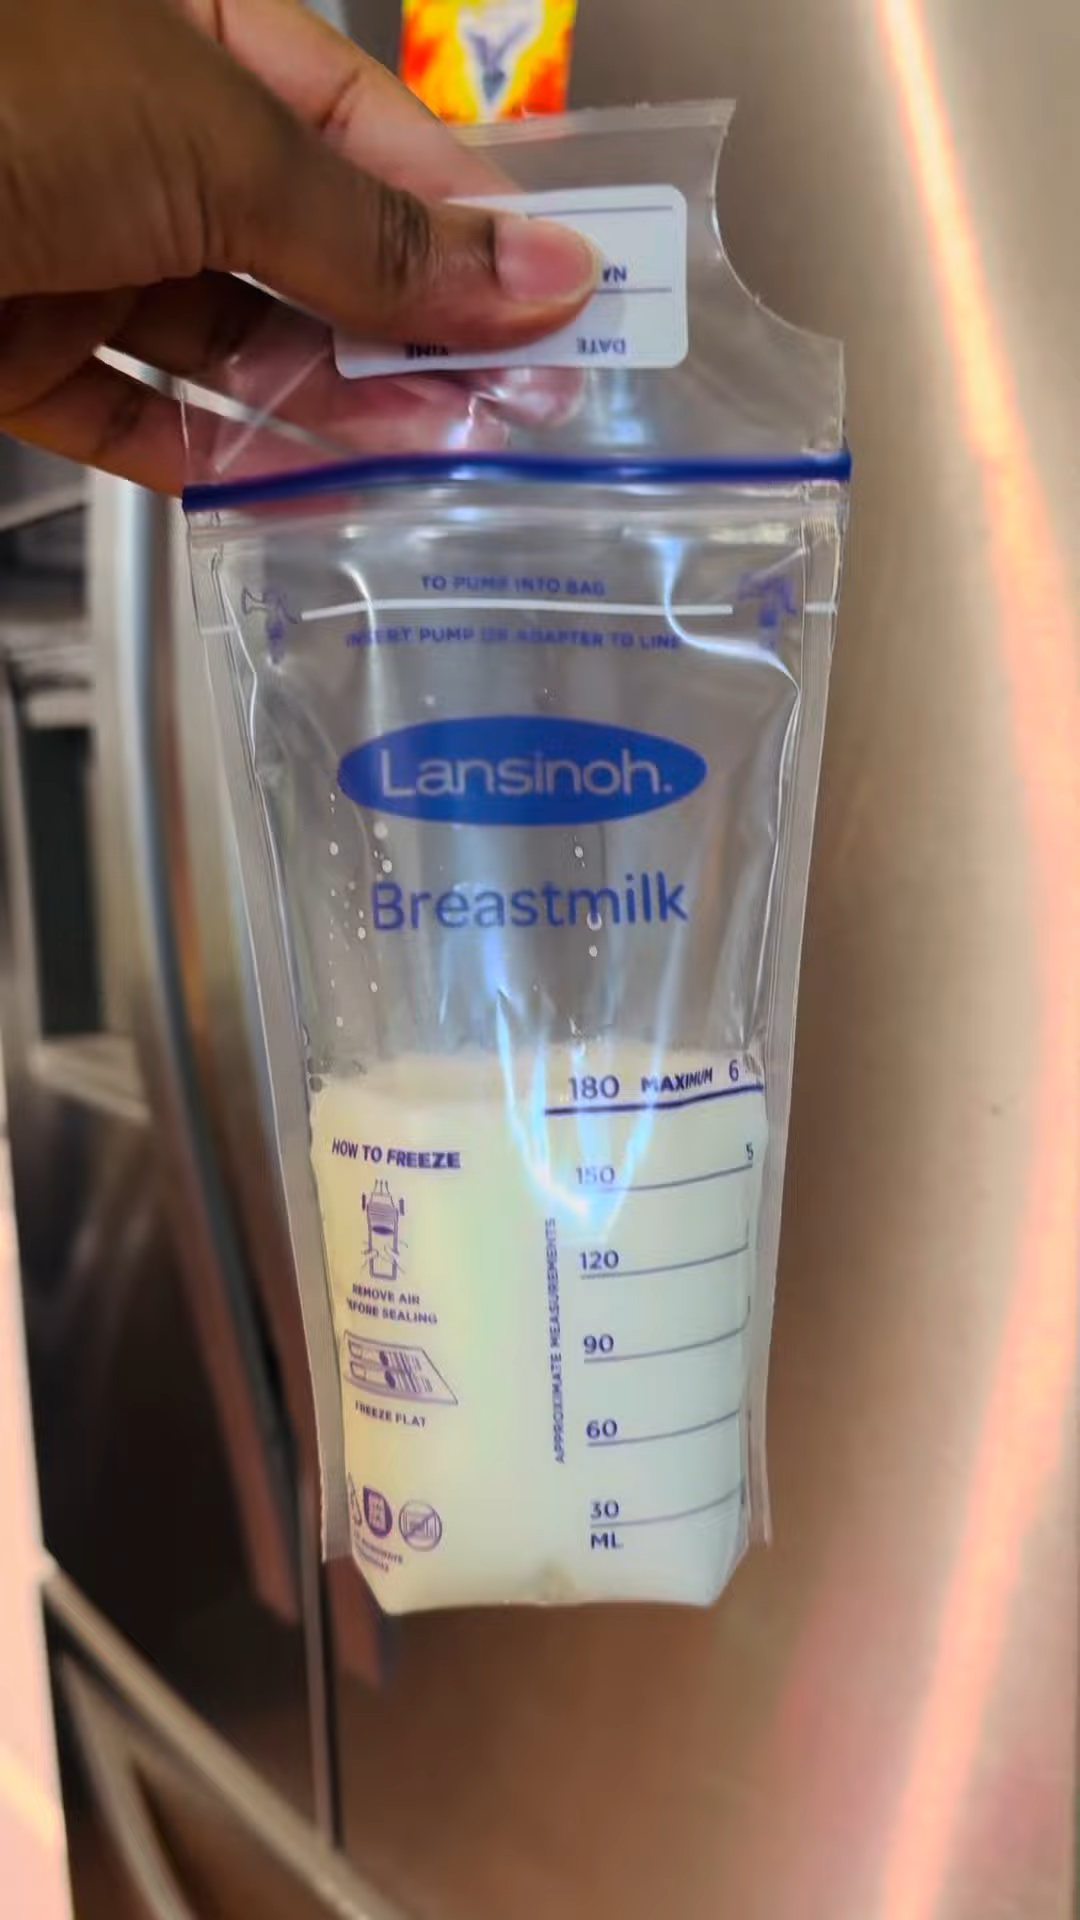 DATE
TIME
TO PUMP INTO BAG
INSERT PUMP OR ADAPTER TO LINE
Lansinoh.
Breastmilk
180 MAXIMUM 6
HOW TO FREEZE
5
150
APPROXIMATE MEASUREMENTS
120
REMOVE AIR
BEFORE SEALING
90
FREEZE FLAT
60
30
ML